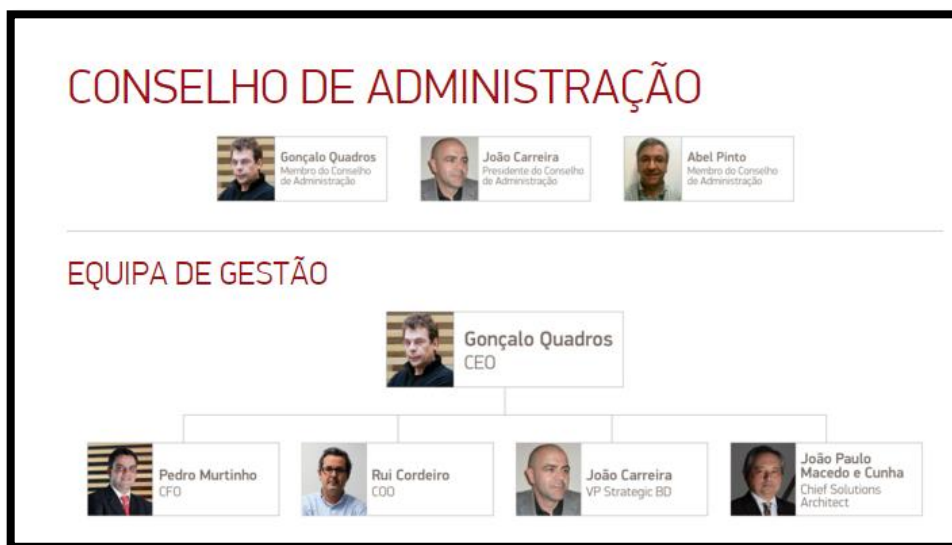 CONSELHO DE ADMINISTRAÇÃO
Gonçalo Quadros
Membro do Conselho
de Administração
João Carreira
Presidente do Conselho
de Administração
Abel Pinto
Membro do Conselho
de Administração
EQUIPA DE GESTÃO
Gonçalo Quadros
CEO
Pedro Murtinho
CFO
Rui Cordeiro
COO
João Carreira
VP Strategic BD
João Paulo
Macedo e Cunha
Chief Solutions
Architect